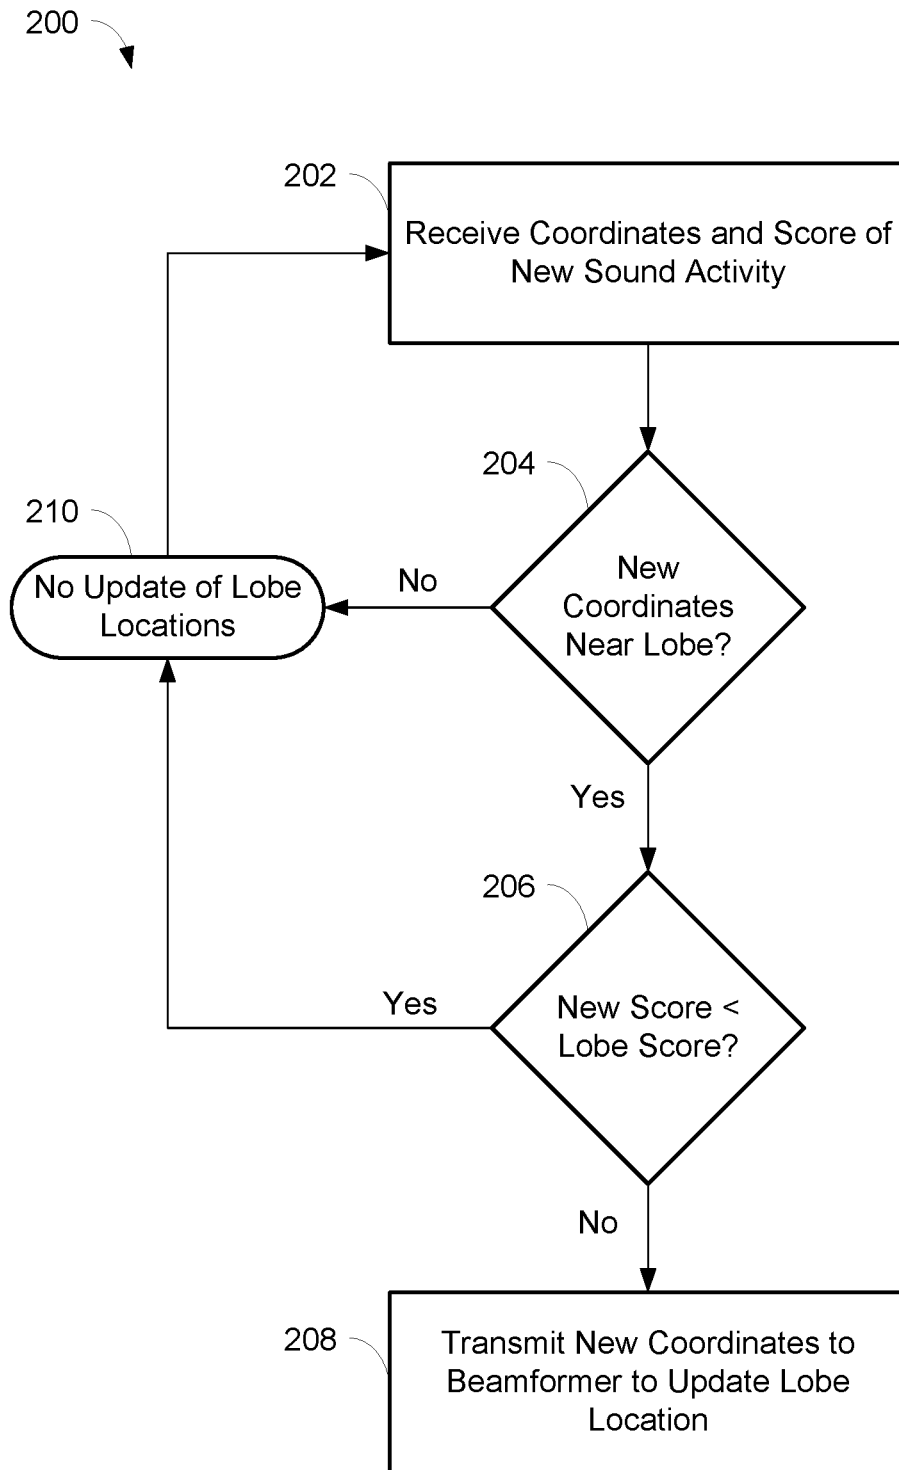 200
202
Receive Coordinates and Score of
New Sound Activity
204
New
Coordinates
Near Lobe?
No
210
No Update of Lobe
Locations
Yes
206
New Score <
Lobe Score?
Yes
No
208
Transmit New Coordinates to
Beamformer to Update Lobe
Location